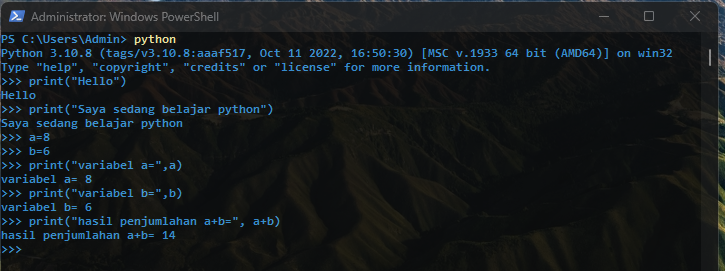 Administrator: Windows PowerShell
PS C:\Users\Admin> python
Python 3.10.8 (tags/v3.10.8:aaaf517, Oct 11 2022, 16:50:30) [MSC v.1933 64 bit (AMD64)] on win32
Type "help", "copyright", "credits" or "license" for more information.
>>> print("Hello")
Hello
>>> print("Saya sedang belajar python")
Saya sedang belajar python
>>> a=8
>>> b=6
>>> print("variabel a=",a)
variabel a= 8
>>> print("variabel b=",b)
variabel b= 6
>>> print("hasil penjumlahan a+b=", a+b)
hasil penjumlahan a+b= 14
>>>